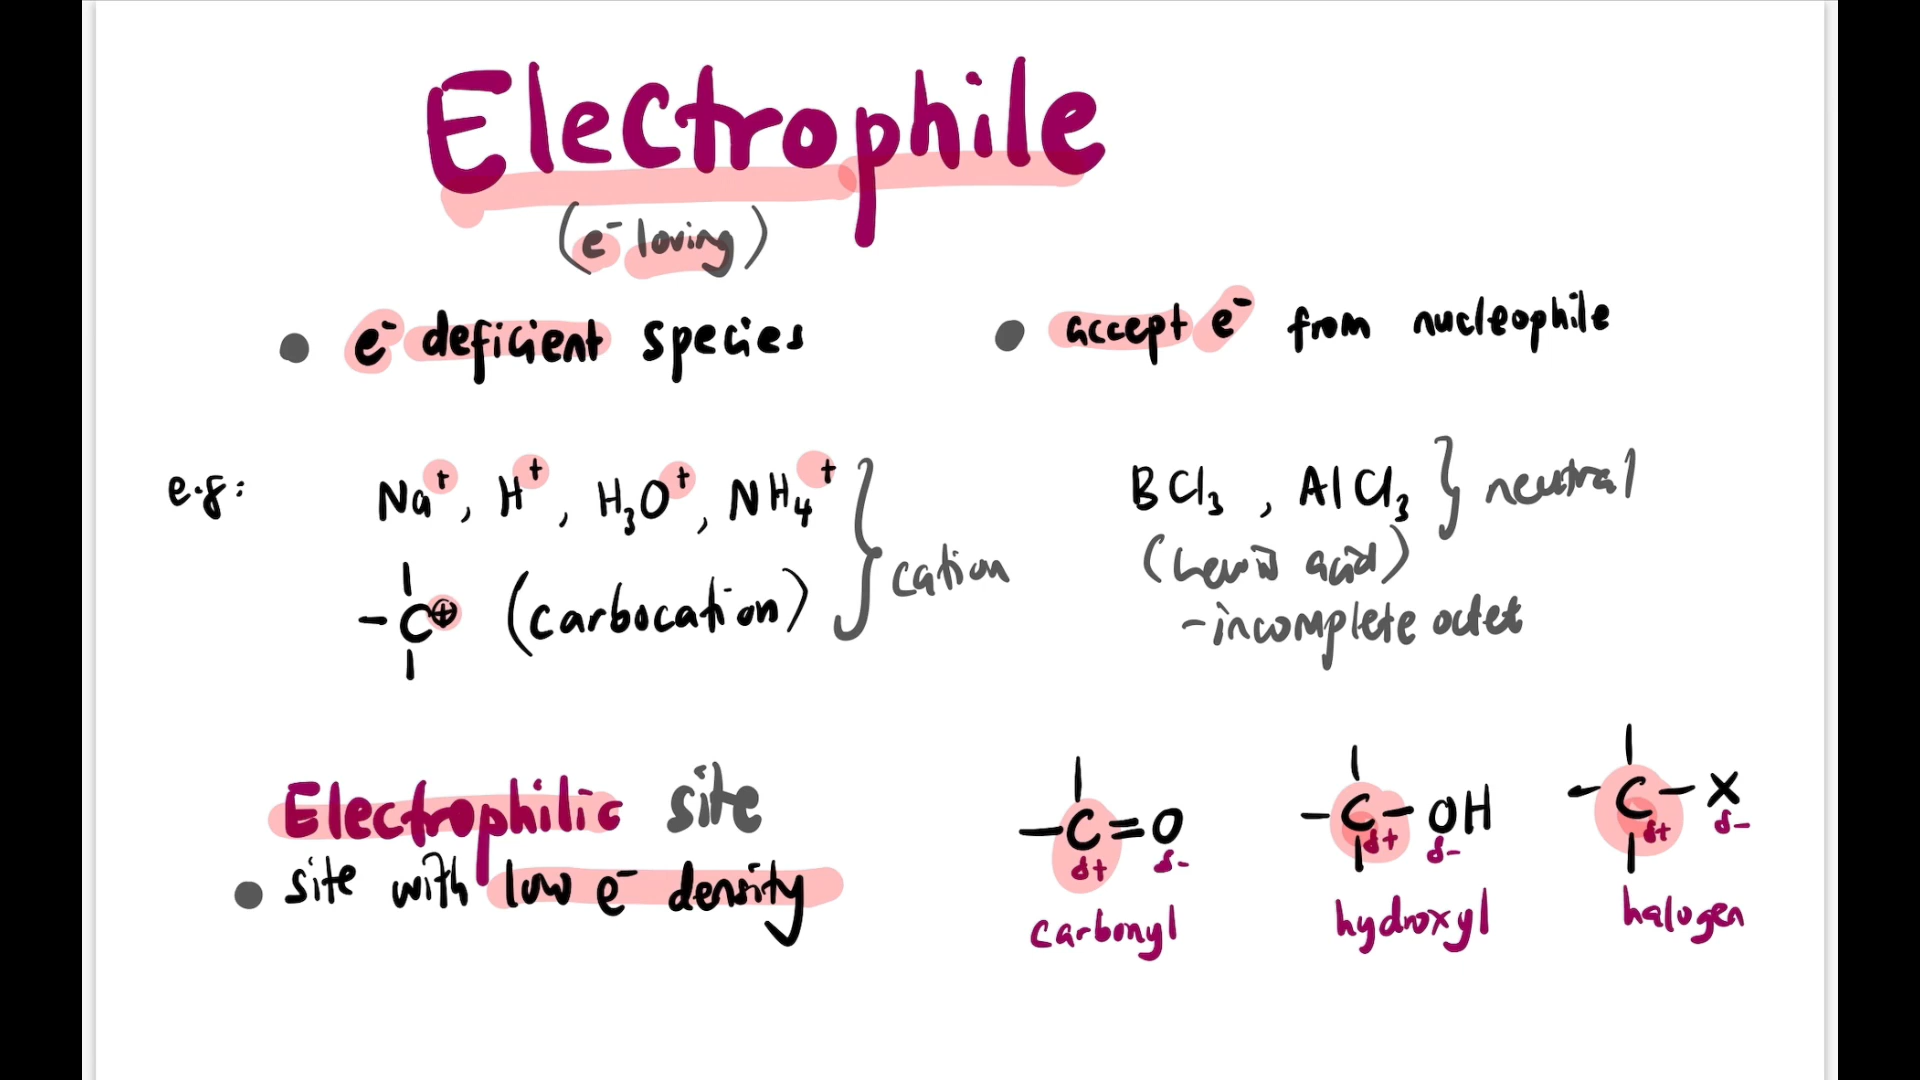 Electrophile
(e⁻ loving)
• e⁻ deficient species
• accept e⁻ from nucleophile
e.g: Na⁺, H⁺, H₃O⁺, NH₄⁺
-C⊕ (carbocation)
} cation
BCl₃, AlCl₃ } neutral
(Lewis acid)
-incomplete octet
Electrophilic site
• site with low e⁻ density
-C=O
δ+ δ-
carbonyl
-C-OH
δ+ δ-
hydroxyl
-C-X
δ+ δ-
halogen